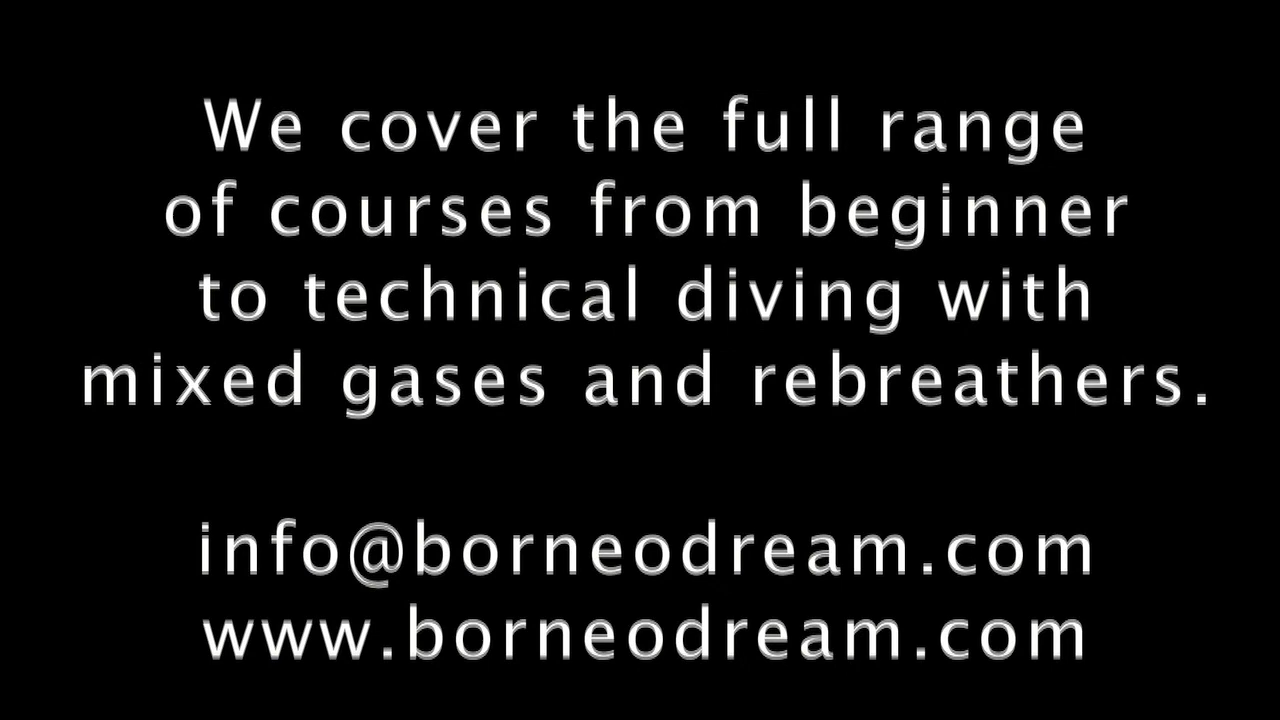 We cover the full range
of courses from beginner
to technical diving with
mixed gases and rebreathers.
info@borneodream.com
www.borneodream.com